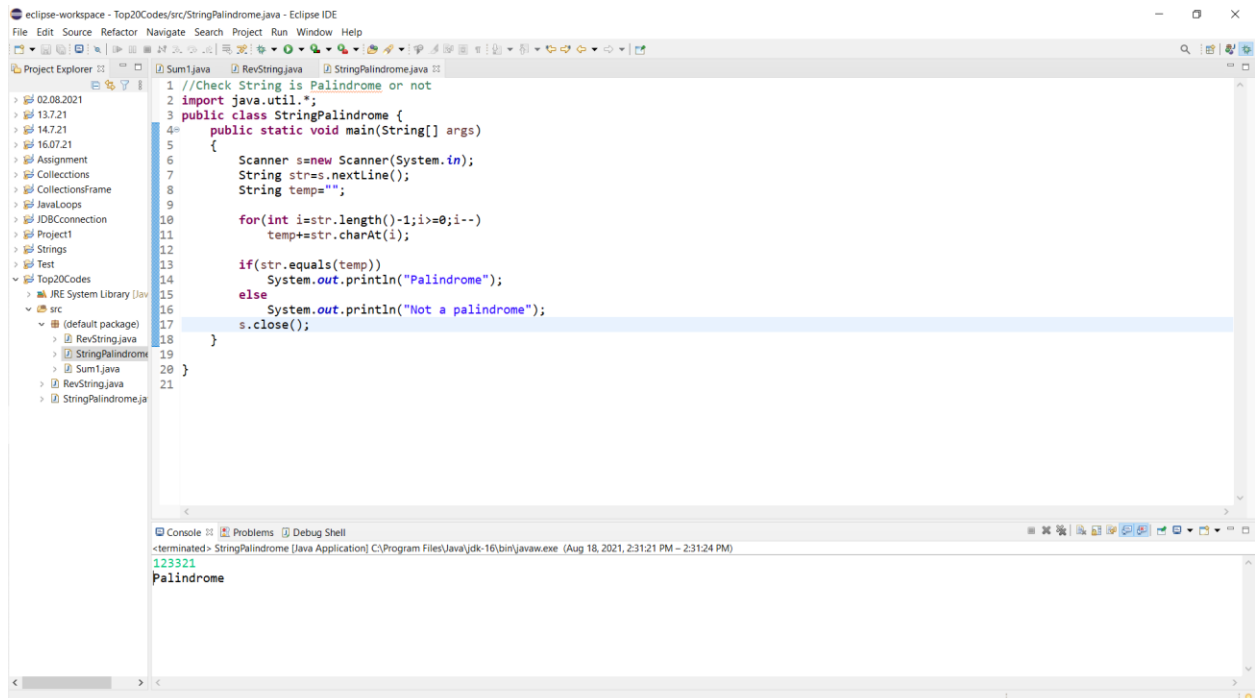 eclipse-workspace - Top20Codes/src/StringPalindrome.java - Eclipse IDE
File Edit Source Refactor Navigate Search Project Run Window Help
Project Explorer
Sum1.java RevString.java StringPalindrome.java
02.08.2021
13.7.21
14.7.21
16.07.21
Assignment
Collecctions
CollectionsFrame
JavaLoops
JDBCconnection
Project1
Strings
Test
Top20Codes
JRE System Library [Jav
src
(default package)
RevString.java
StringPalindrome
Sum1.java
RevString.java
StringPalindrome.ja
1 //Check String is Palindrome or not
2 import java.util.*;
3 public class StringPalindrome {
4 public static void main(String[] args)
5 {
6 Scanner s=new Scanner(System.in);
7 String str=s.nextLine();
8 String temp="";
9
10 for(int i=str.length()-1;i>=0;i--)
11 temp+=str.charAt(i);
12
13 if(str.equals(temp))
14 System.out.println("Palindrome");
15 else
16 System.out.println("Not a palindrome");
17 s.close();
18 }
19
20 }
21
Console Problems Debug Shell
<terminated> StringPalindrome [Java Application] C:\Program Files\Java\jdk-16\bin\javaw.exe (Aug 18, 2021, 2:31:21 PM – 2:31:24 PM)
123321
Palindrome